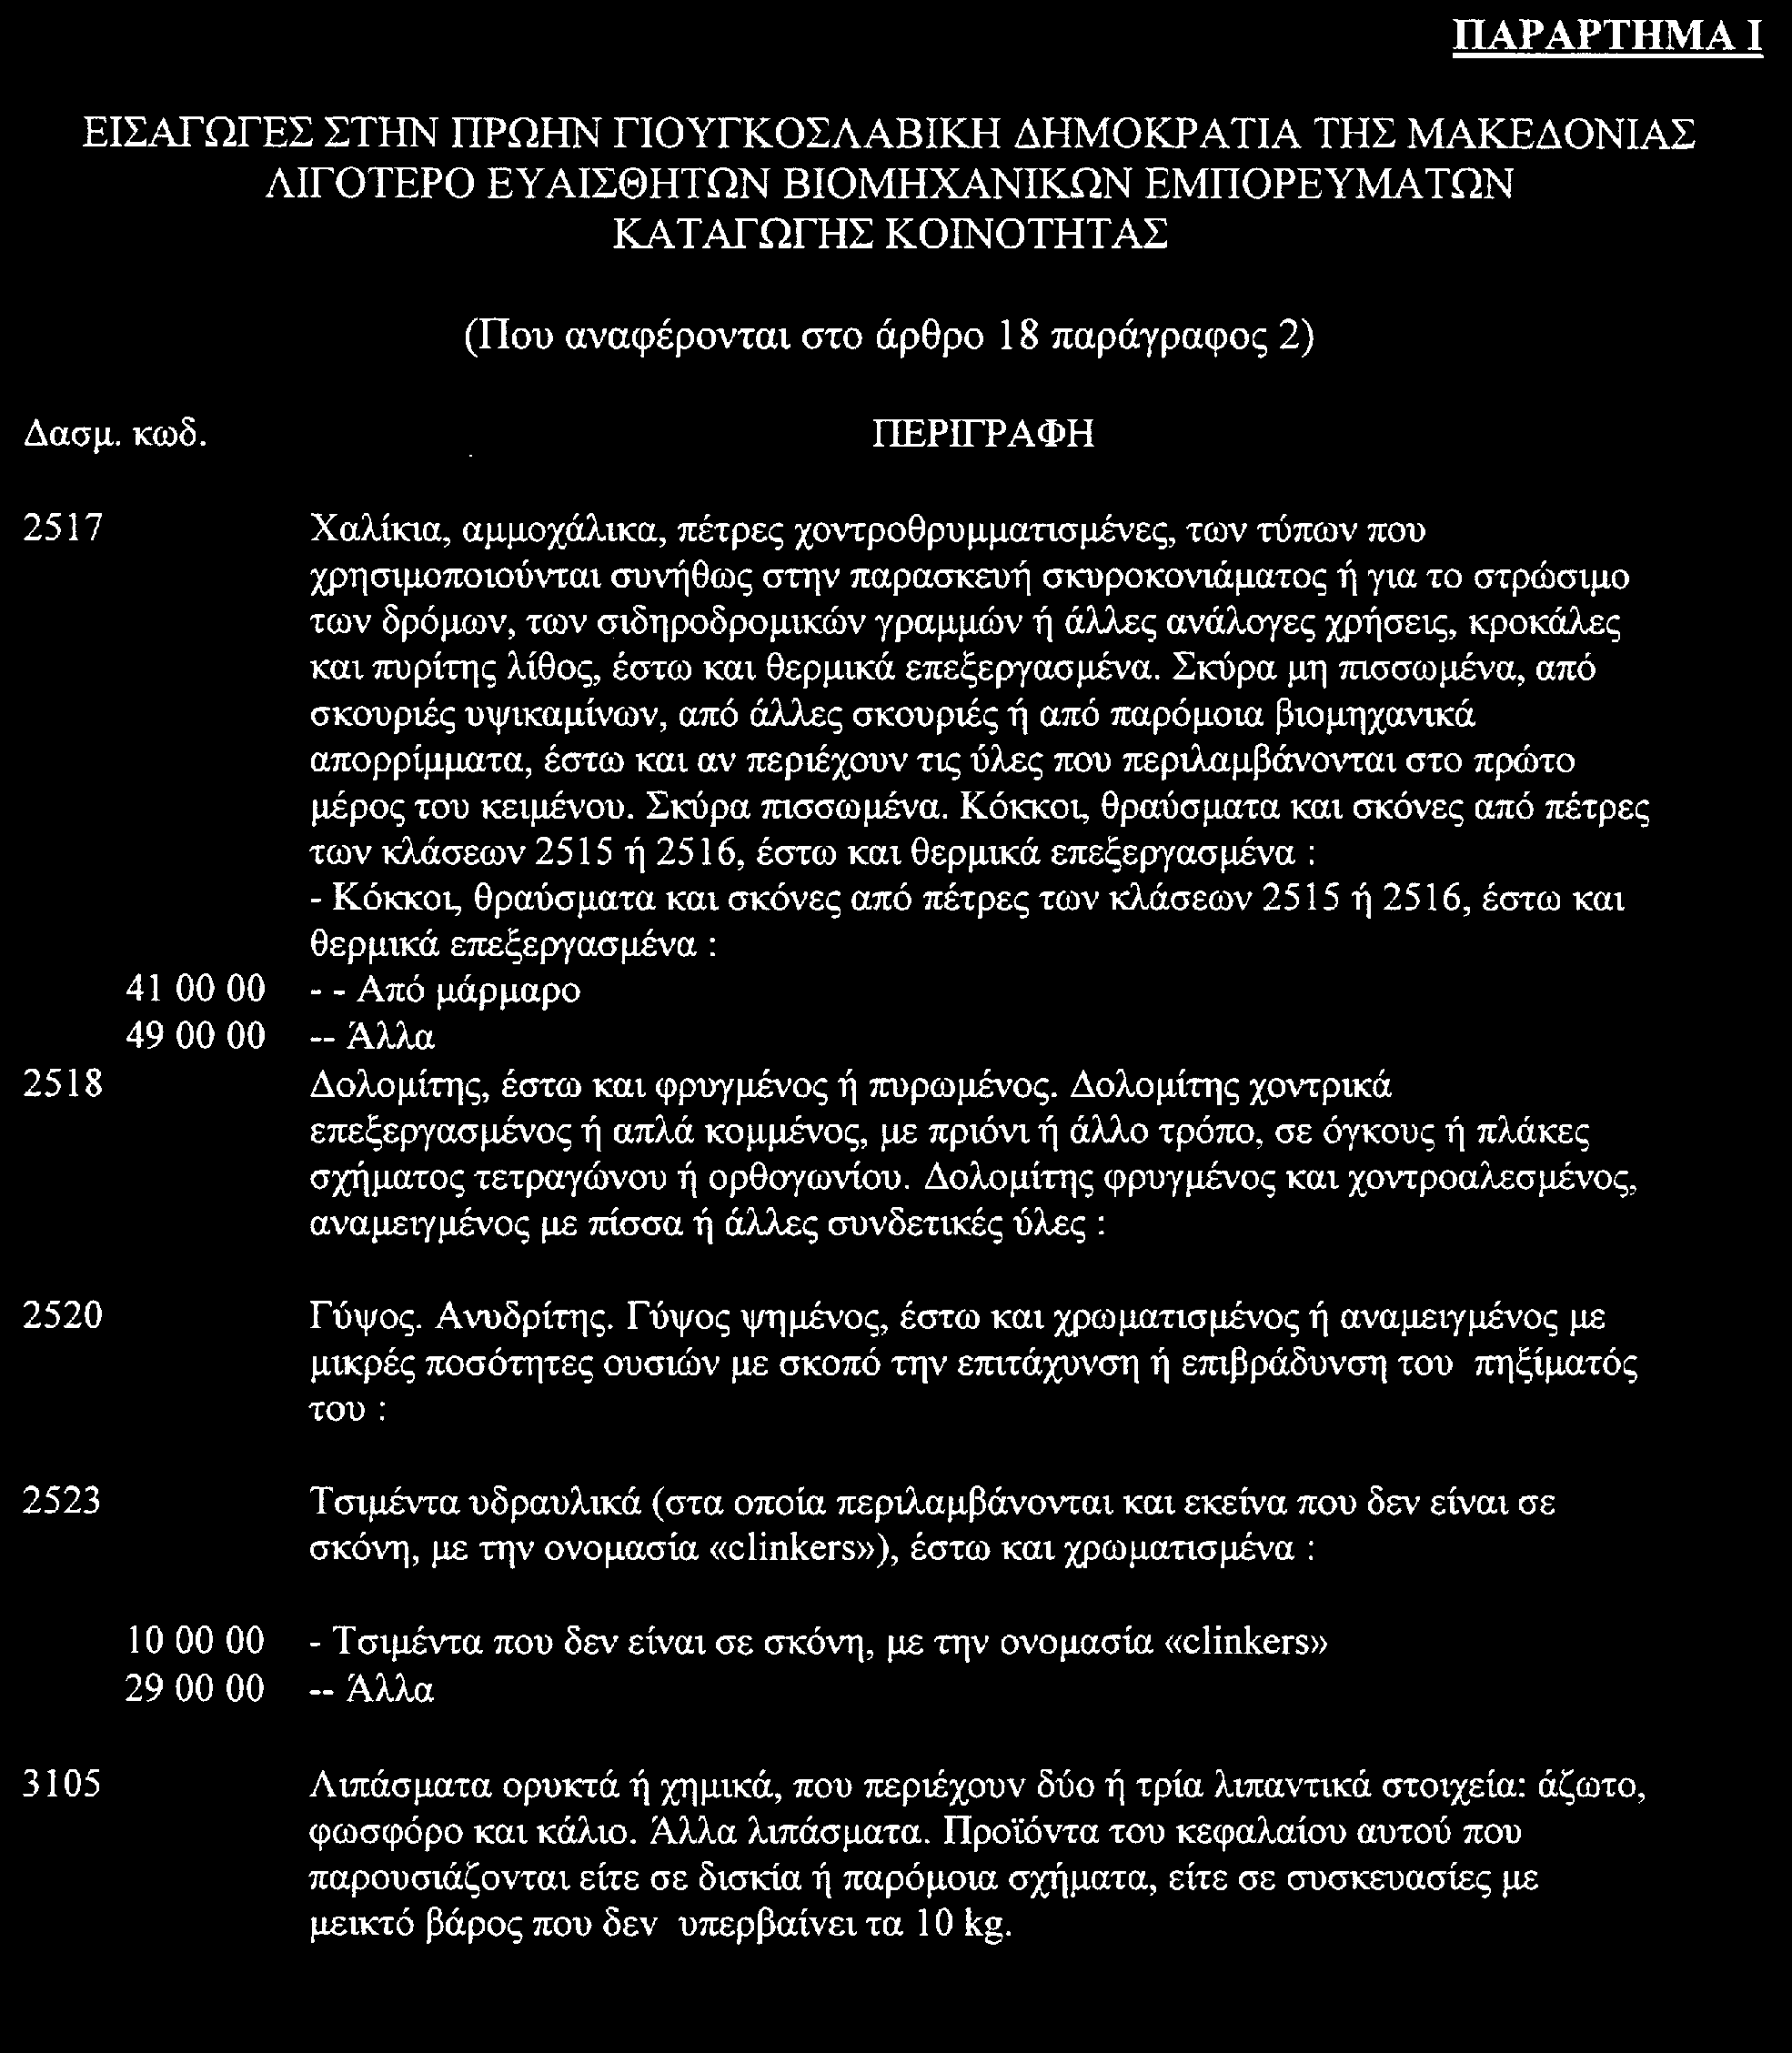 ΠΑΡΑΡΤΗΜΑ Ι
ΕΙΣΑΓΩΓΕΣ ΣΤΗΝ ΠΡΩΗΝ ΓΙΟΥΓΚΟΣΛΑΒΙΚΗ ΔΗΜΟΚΡΑΤΙΑ ΤΗΣ ΜΑΚΕΔΟΝΙΑΣ
ΛΙΓΟΤΕΡΟ ΕΥΑΙΣΘΗΤΩΝ ΒΙΟΜΗΧΑΝΙΚΩΝ ΕΜΠΟΡΕΥΜΑΤΩΝ
ΚΑΤΑΓΩΓΗΣ ΚΟΙΝΟΤΗΤΑΣ
(Που αναφέρονται στο άρθρο 18 παράγραφος 2)
Δασμ. κωδ. ΠΕΡΙΓΡΑΦΗ
2517 Χαλίκια, αμμοχάλικα, πέτρες χοντροθρυμματισμένες, των τύπων που
χρησιμοποιούνται συνήθως στην παρασκευή σκυροκονιάματος ή για το στρώσιμο
των δρόμων, των σιδηροδρομικών γραμμών ή άλλες ανάλογες χρήσεις, κροκάλες
και πυρίτης λίθος, έστω και θερμικά επεξεργασμένα. Σκύρα μη πισσωμένα, από
σκουριές υψικαμίνων, από άλλες σκουριές ή από παρόμοια βιομηχανικά
απορρίμματα, έστω και αν περιέχουν τις ύλες που περιλαμβάνονται στο πρώτο
μέρος του κειμένου. Σκύρα πισσωμένα. Κόκκοι, θραύσματα και σκόνες από πέτρες
των κλάσεων 2515 ή 2516, έστω και θερμικά επεξεργασμένα :
- Κόκκοι, θραύσματα και σκόνες από πέτρες των κλάσεων 2515 ή 2516, έστω και
θερμικά επεξεργασμένα :
41 00 00 - - Από μάρμαρο
49 00 00 -- Άλλα
2518 Δολομίτης, έστω και φρυγμένος ή πυρωμένος. Δολομίτης χοντρικά
επεξεργασμένος ή απλά κομμένος, με πριόνι ή άλλο τρόπο, σε όγκους ή πλάκες
σχήματος τετραγώνου ή ορθογωνίου. Δολομίτης φρυγμένος και χοντροαλεσμένος,
αναμειγμένος με πίσσα ή άλλες συνδετικές ύλες :
2520 Γύψος. Ανυδρίτης. Γύψος ψημένος, έστω και χρωματισμένος ή αναμειγμένος με
μικρές ποσότητες ουσιών με σκοπό την επιτάχυνση ή επιβράδυνση του πηξίματός
του :
2523 Τσιμέντα υδραυλικά (στα οποία περιλαμβάνονται και εκείνα που δεν είναι σε
σκόνη, με την ονομασία «clinkers»), έστω και χρωματισμένα :
10 00 00 - Τσιμέντα που δεν είναι σε σκόνη, με την ονομασία «clinkers»
29 00 00 -- Άλλα
3105 Λιπάσματα ορυκτά ή χημικά, που περιέχουν δύο ή τρία λιπαντικά στοιχεία: άζωτο,
φωσφόρο και κάλιο. Άλλα λιπάσματα. Προϊόντα του κεφαλαίου αυτού που
παρουσιάζονται είτε σε δισκία ή παρόμοια σχήματα, είτε σε συσκευασίες με
μεικτό βάρος που δεν υπερβαίνει τα 10 kg.